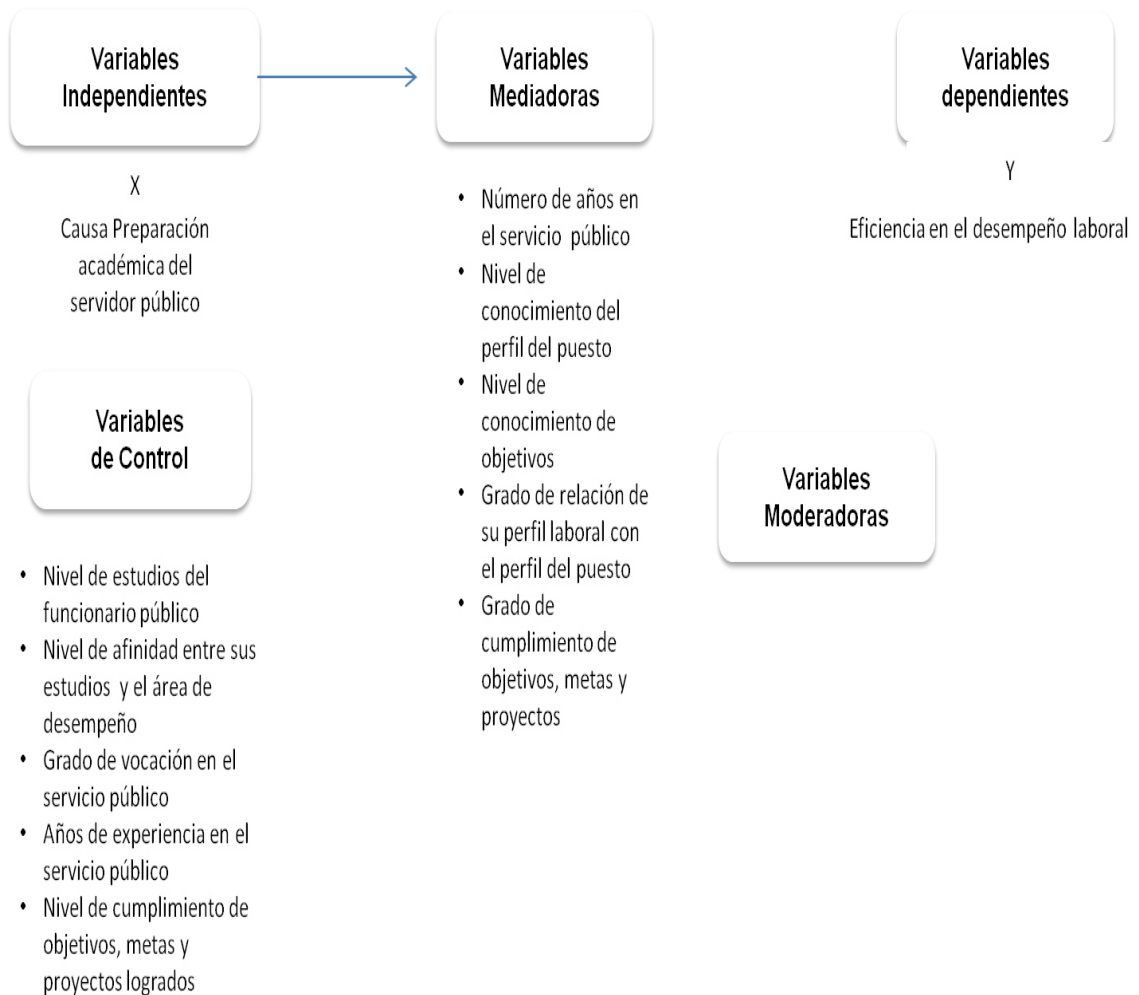 Variables
Independientes
X
Causa Preparación
académica del
servidor público
Variables
de Control
• Nivel de estudios del
funcionario público
• Nivel de afinidad entre sus
estudios y el área de
desempeño
• Grado de vocación en el
servicio público
• Años de experiencia en el
servicio público
• Nivel de cumplimiento de
objetivos, metas y
proyectos logrados
Variables
Mediadoras
• Número de años en
el servicio público
• Nivel de
conocimiento del
perfil del puesto
• Nivel de
conocimiento de
objetivos
• Grado de relación de
su perfil laboral con
el perfil del puesto
• Grado de
cumplimiento de
objetivos, metas y
proyectos
Variables
Moderadoras
Variables
dependientes
Y
Eficiencia en el desempeño laboral